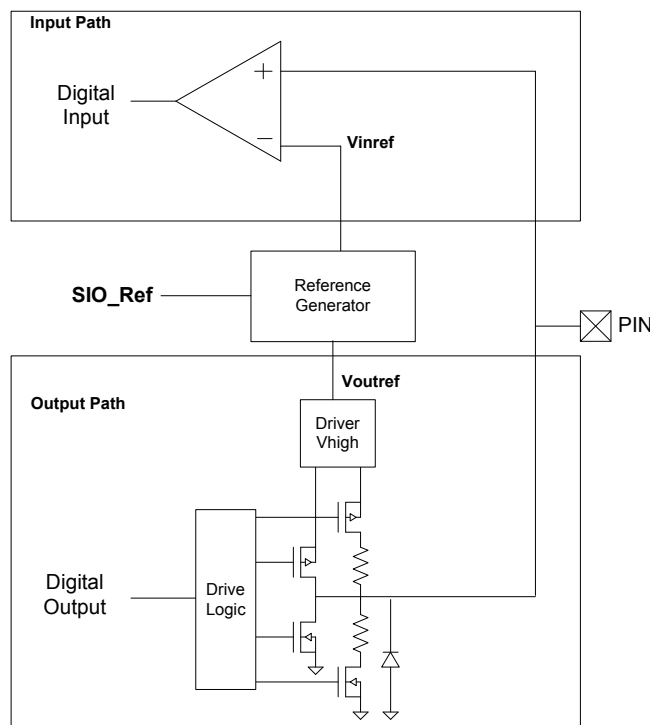 Input Path
Digital
Input
+
−
Vinref
SIO_Ref
Reference
Generator
PIN
Voutref
Output Path
Driver
Vhigh
Digital
Output
Drive
Logic